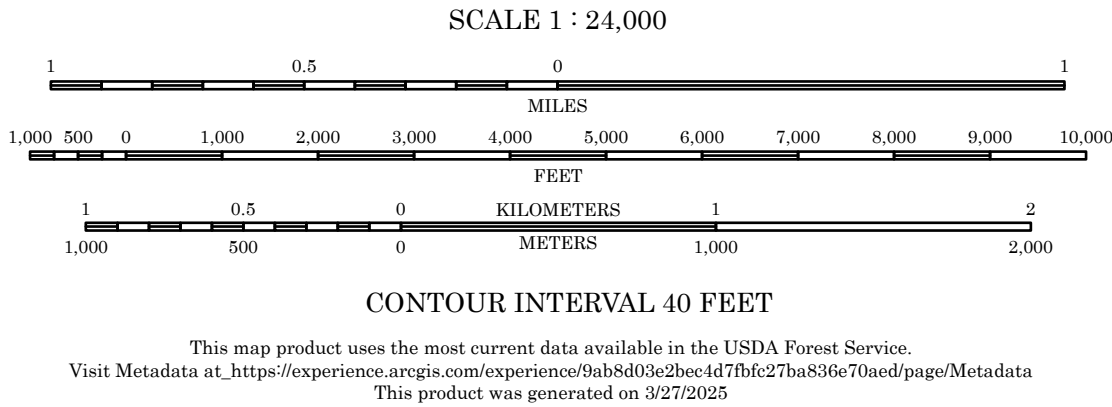 SCALE 1 : 24,000
1 0.5 0 1
MILES
1,000 500 0 1,000 2,000 3,000 4,000 5,000 6,000 7,000 8,000 9,000 10,000
FEET
1 0.5 0 KILOMETERS 1 2
1,000 500 0 METERS 1,000 2,000
CONTOUR INTERVAL 40 FEET
This map product uses the most current data available in the USDA Forest Service.
Visit Metadata at_https://experience.arcgis.com/experience/9ab8d03e2bec4d7fbfc27ba836e70aed/page/Metadata
This product was generated on 3/27/2025